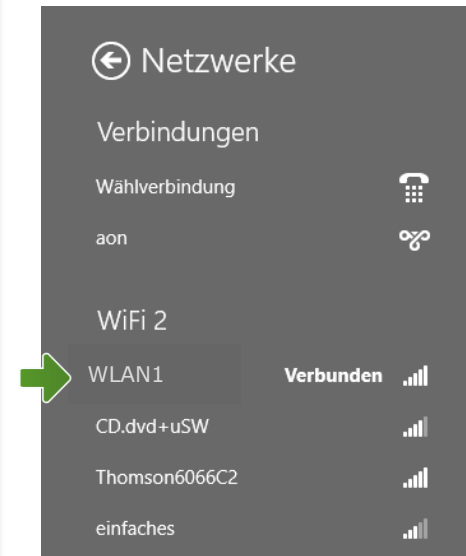 Netzwerke
Verbindungen
Wählverbindung
aon
WiFi 2
WLAN1 Verbunden
CD.dvd+uSW
Thomson6066C2
einfaches